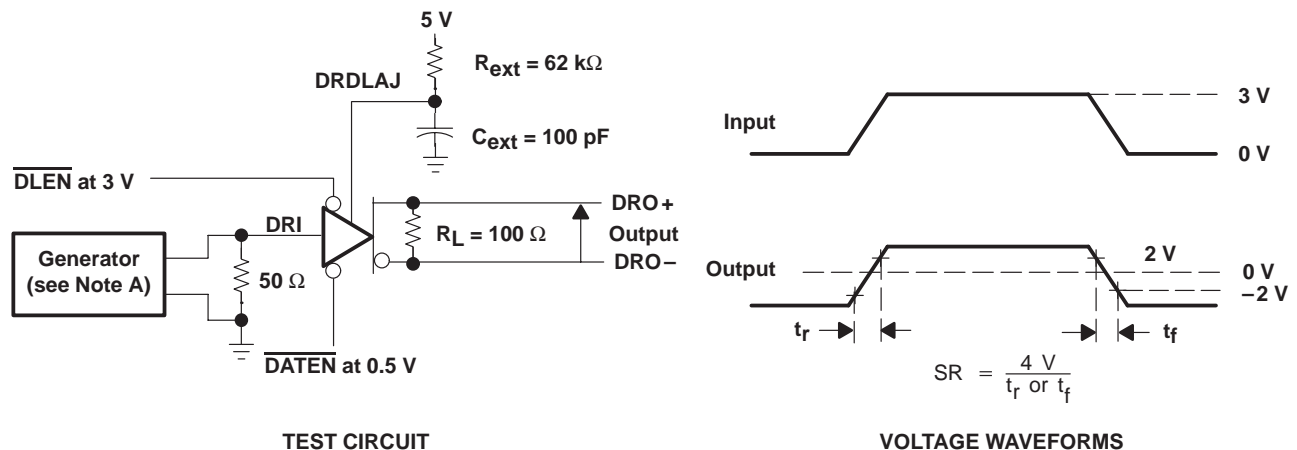 5 V
R_ext = 62 kΩ
DRDLAJ
C_ext = 100 pF
DLEN at 3 V
DRI
Generator
(see Note A)
50 Ω
R_L = 100 Ω
DRO+
Output
DRO−
DATEN at 0.5 V
TEST CIRCUIT
Input
3 V
0 V
Output
2 V
0 V
−2 V
t_r
t_f
SR = 4 V / t_r or t_f
VOLTAGE WAVEFORMS